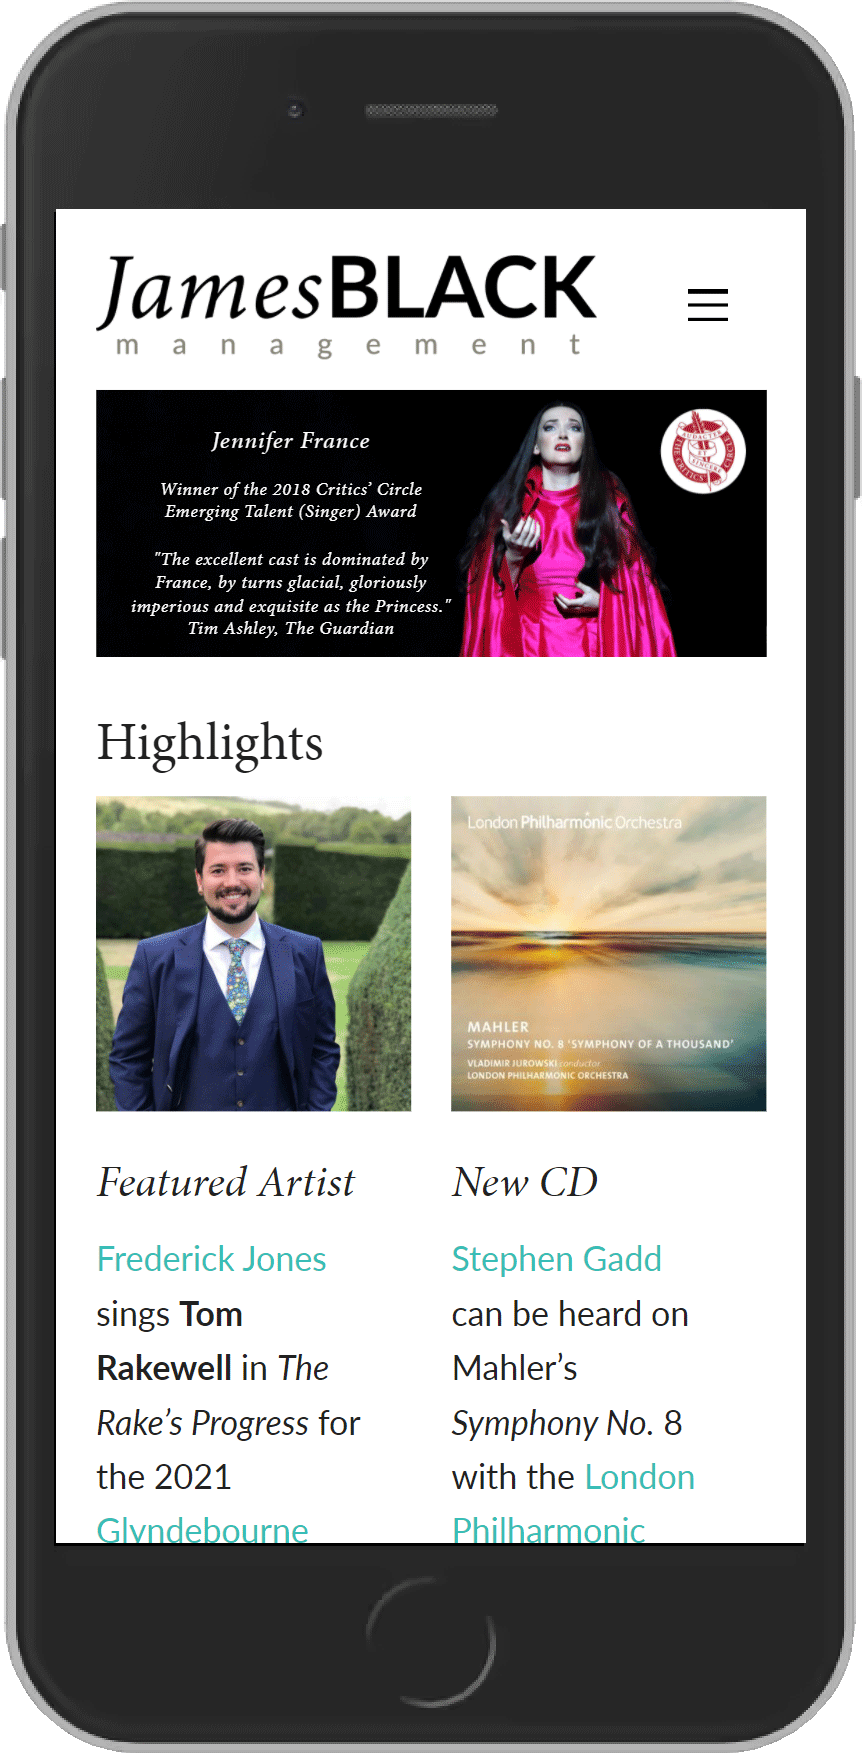 JamesBLACK
management
Jennifer France
Winner of the 2018 Critics’ Circle
Emerging Talent (Singer) Award
"The excellent cast is dominated by
France, by turns glacial, gloriously
imperious and exquisite as the Princess."
Tim Ashley, The Guardian
AUDACTER
ET
SINCERE
THE CRITICS' CIRCLE
Highlights
London Philharmonic Orchestra
MAHLER
SYMPHONY NO. 8 ‘SYMPHONY OF A THOUSAND’
VLADIMIR JUROWSKI conductor
LONDON PHILHARMONIC ORCHESTRA
Featured Artist
Frederick Jones
sings Tom
Rakewell in The
Rake’s Progress for
the 2021
Glyndebourne
New CD
Stephen Gadd
can be heard on
Mahler’s
Symphony No. 8
with the London
Philharmonic